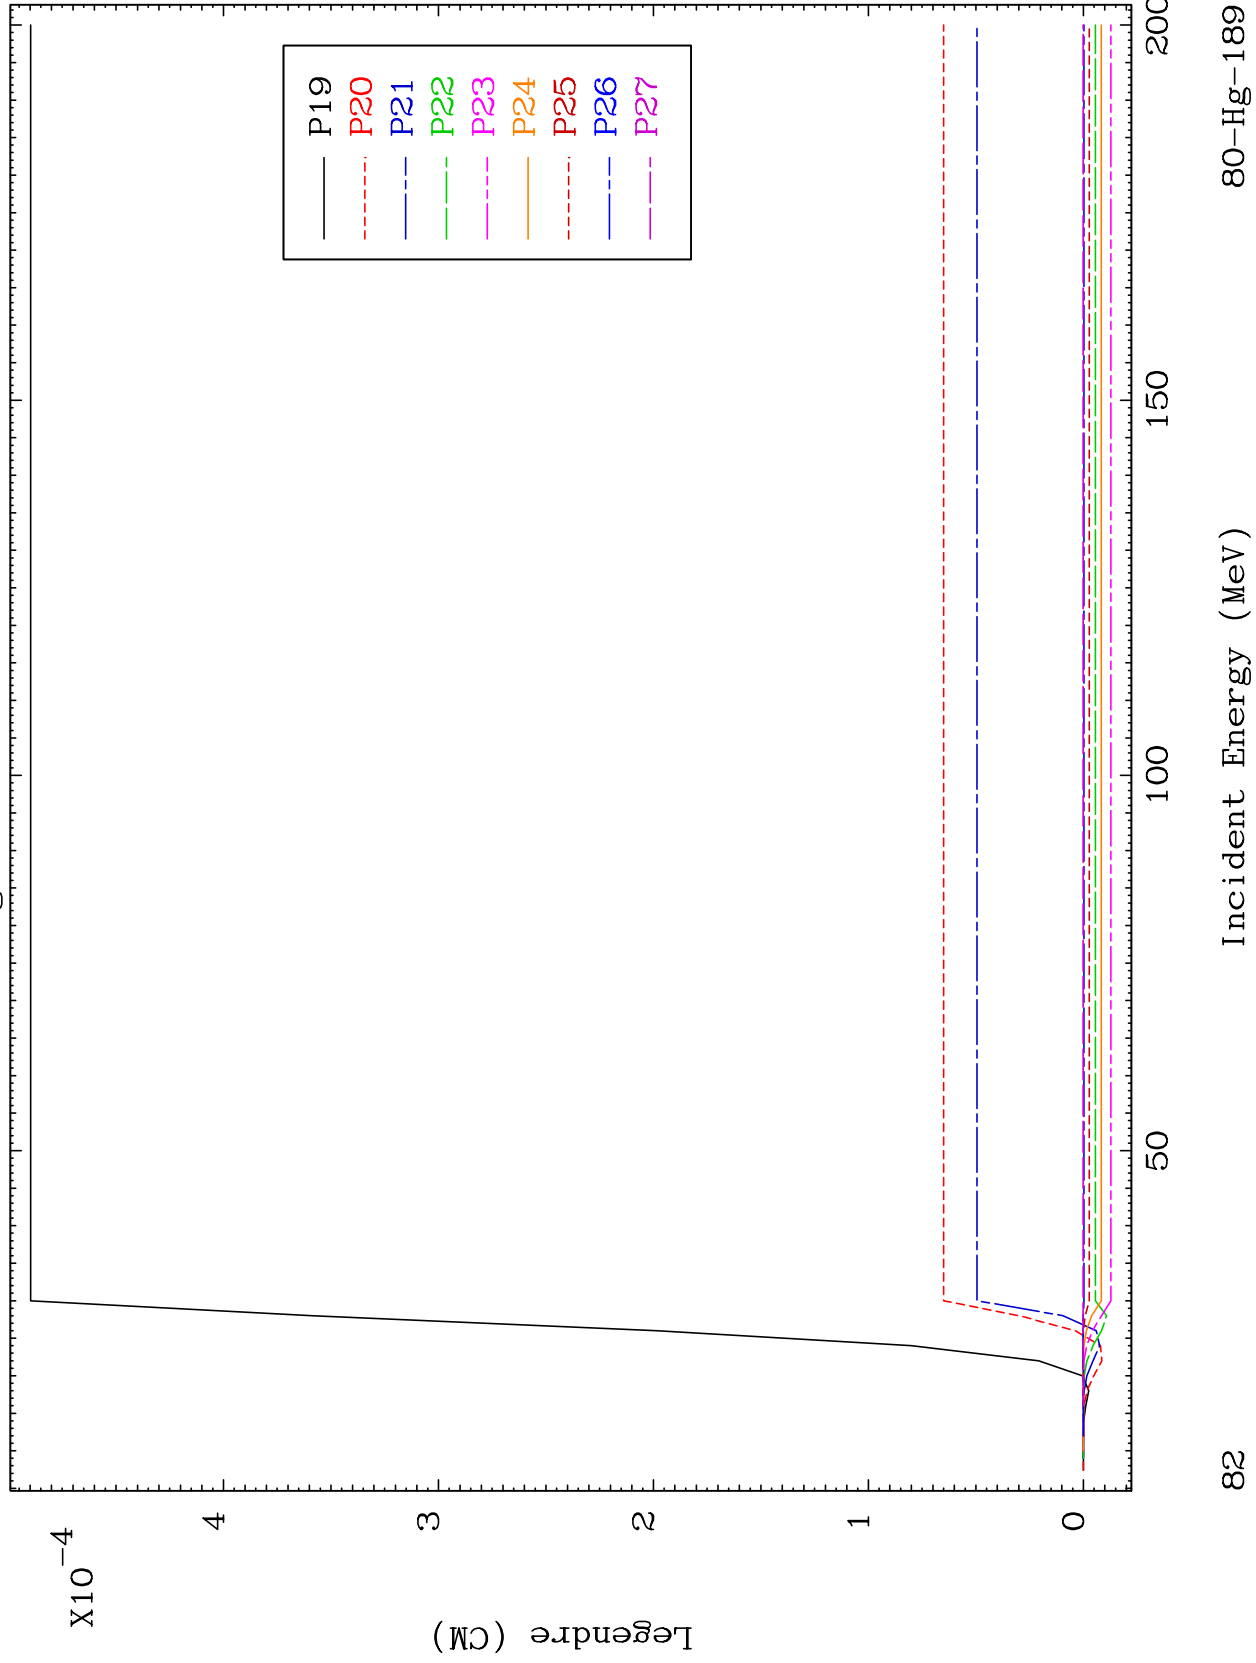 X10-4
Legendre (CM)
4
3
2
1
0
P19
P20
P21
P22
P23
P24
P25
P26
P27
50
100
150
200
82
Incident Energy (MeV)
80-Hg-189